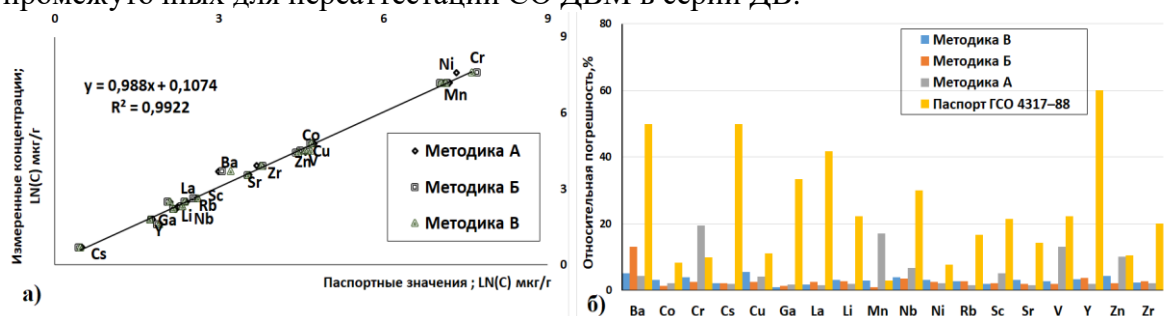 промежуточных для переаттестации СО ДВМ в серии ДВ.
0 3 6 9
9
6
3
0
y = 0,988x + 0,1074
R² = 0,9922
Измеренные концентрации;
LN(C) мкг/г
Ni Cr
Mn
Co
Cu
Zn V
Ba
Zr
Sr
La
Sc
Rb
Li Nb
Ga
Y
Cs
Методика А
Методика Б
Методика В
Паспортные значения ; LN(C) мкг/г
а)
Относительная погрешность,%
80
60
40
20
0
Методика В
Методика Б
Методика А
Паспорт ГСО 4317–88
Ba Co Cr Cs Cu Ga La Li Mn Nb Ni Rb Sc Sr V Y Zn Zr
б)